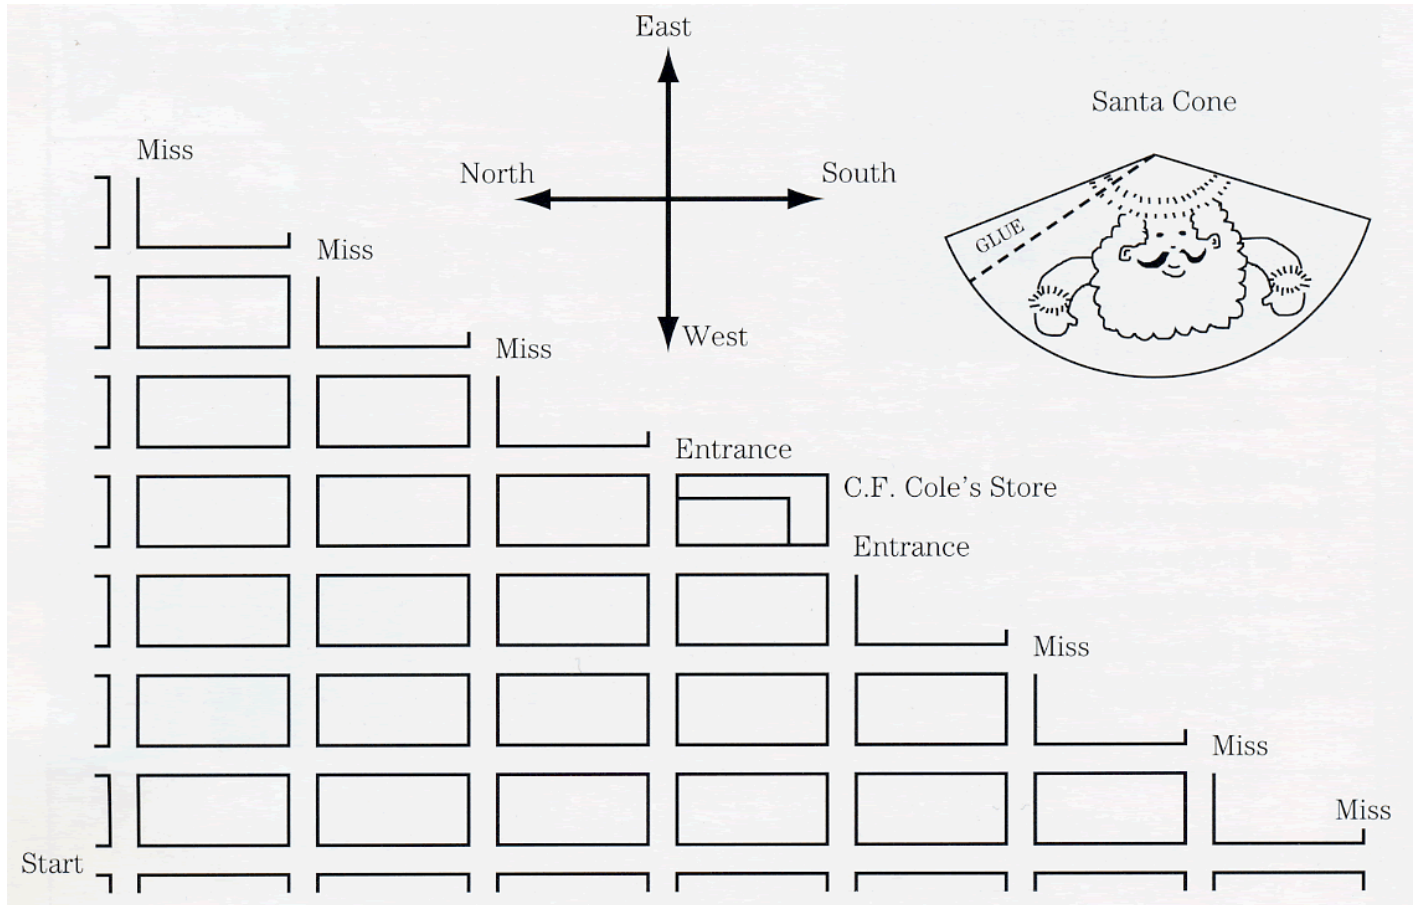 East
Santa Cone
Miss
North
South
GLUE
Miss
West
Miss
Entrance
C.F. Cole's Store
Entrance
Miss
Miss
Miss
Start